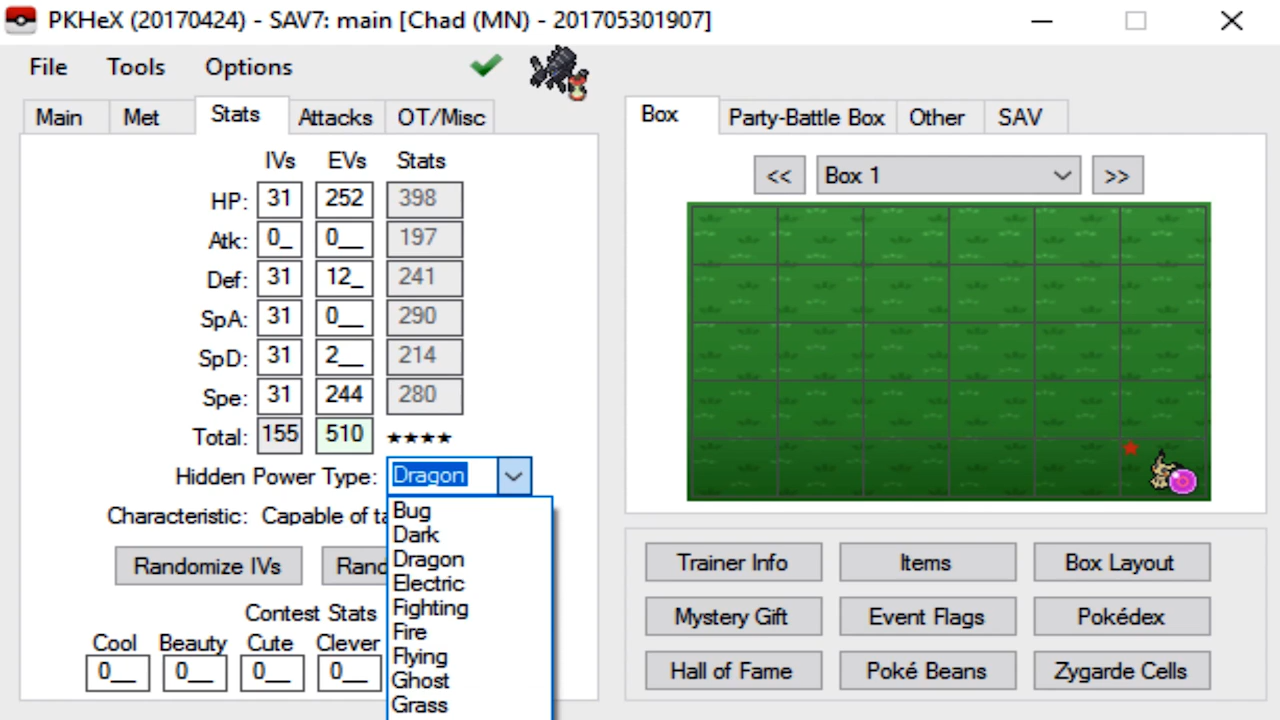 PKHeX (20170424) - SAV7: main [Chad (MN) - 201705301907]
File Tools Options
Main Met Stats Attacks OT/Misc
IVs EVs Stats
HP: 31 252 398
Atk: 0_ 0__ 197
Def: 31 12_ 241
SpA: 31 0__ 290
SpD: 31 2__ 214
Spe: 31 244 280
Total: 155 510 ★★★★
Hidden Power Type: Dragon
Bug
Dark
Dragon
Electric
Fighting
Fire
Flying
Ghost
Grass
Characteristic: Capable of ta
Randomize IVs Rand
Contest Stats
Cool Beauty Cute Clever
0__ 0__ 0__ 0__
Box Party-Battle Box Other SAV
<< Box 1 >>
Trainer Info Items Box Layout
Mystery Gift Event Flags Pokédex
Hall of Fame Poké Beans Zygarde Cells